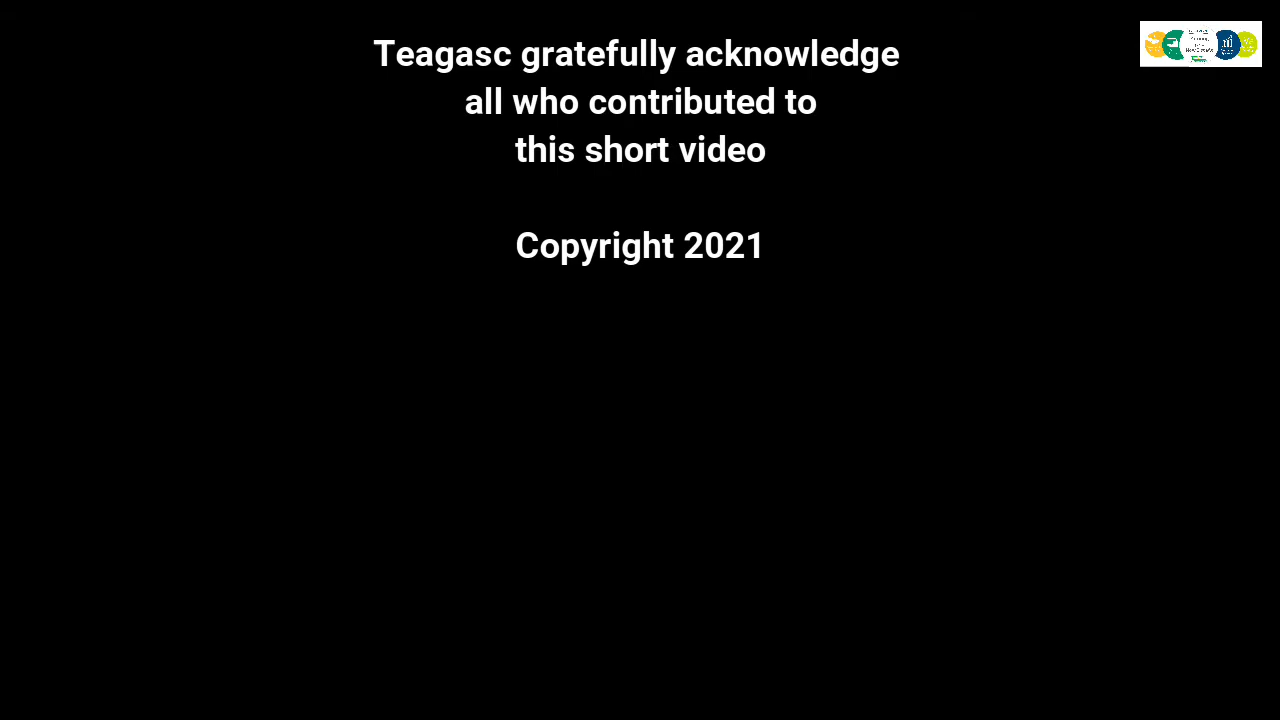 Teagasc gratefully acknowledge
all who contributed to
this short video
Copyright 2021